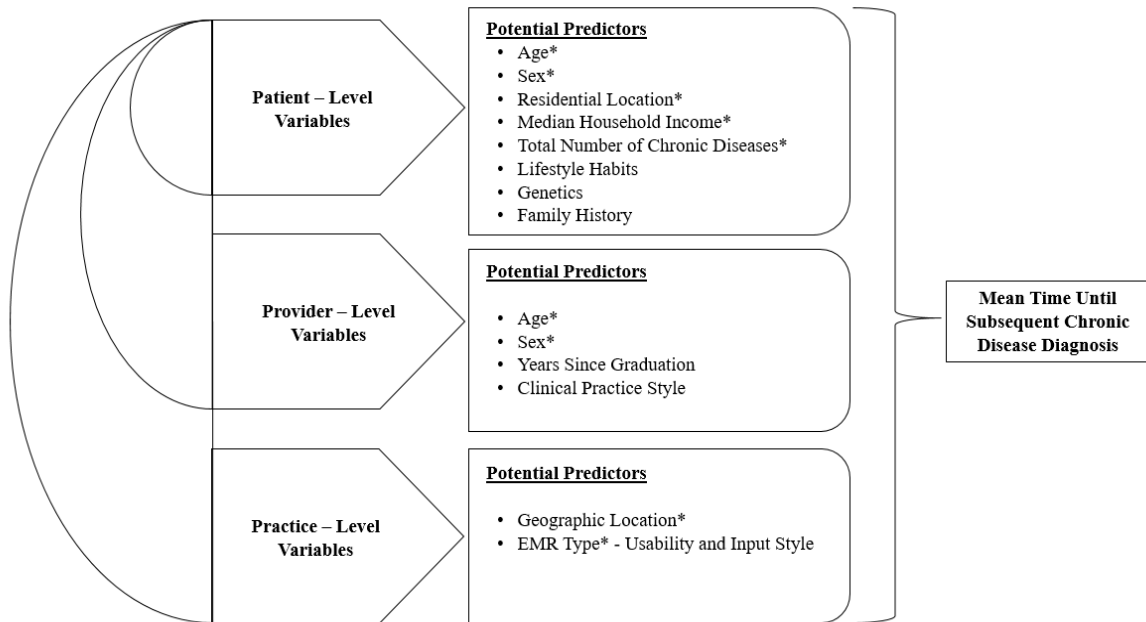 Patient – Level
Variables
Potential Predictors
• Age*
• Sex*
• Residential Location*
• Median Household Income*
• Total Number of Chronic Diseases*
• Lifestyle Habits
• Genetics
• Family History
Provider – Level
Variables
Potential Predictors
• Age*
• Sex*
• Years Since Graduation
• Clinical Practice Style
Practice – Level
Variables
Potential Predictors
• Geographic Location*
• EMR Type* - Usability and Input Style
Mean Time Until
Subsequent Chronic
Disease Diagnosis